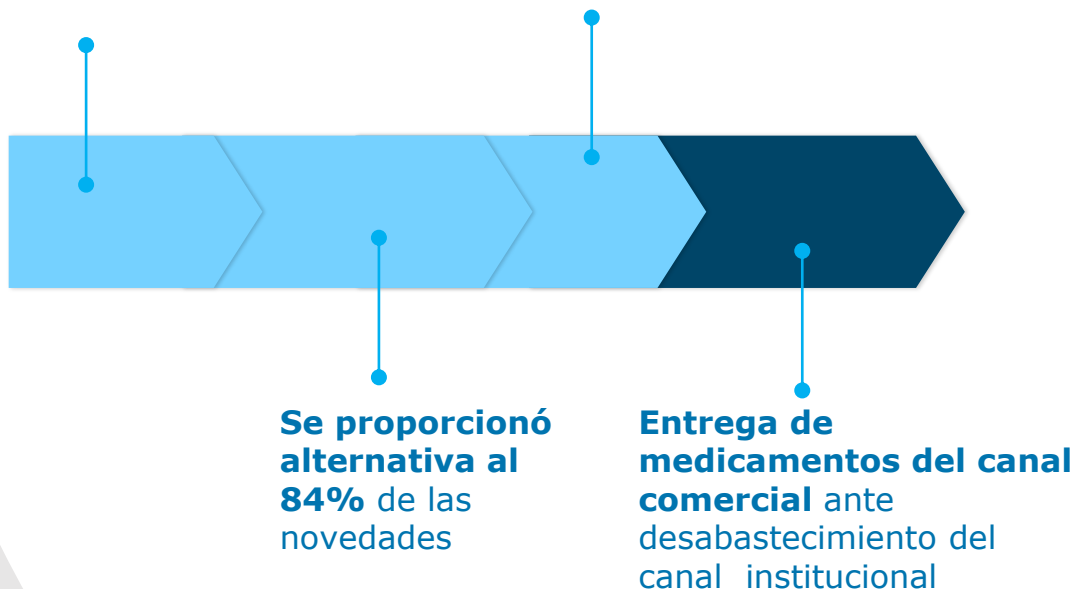 Se proporcionó
alternativa al
84% de las
novedades
Entrega de
medicamentos del canal
comercial ante
desabastecimiento del
canal institucional